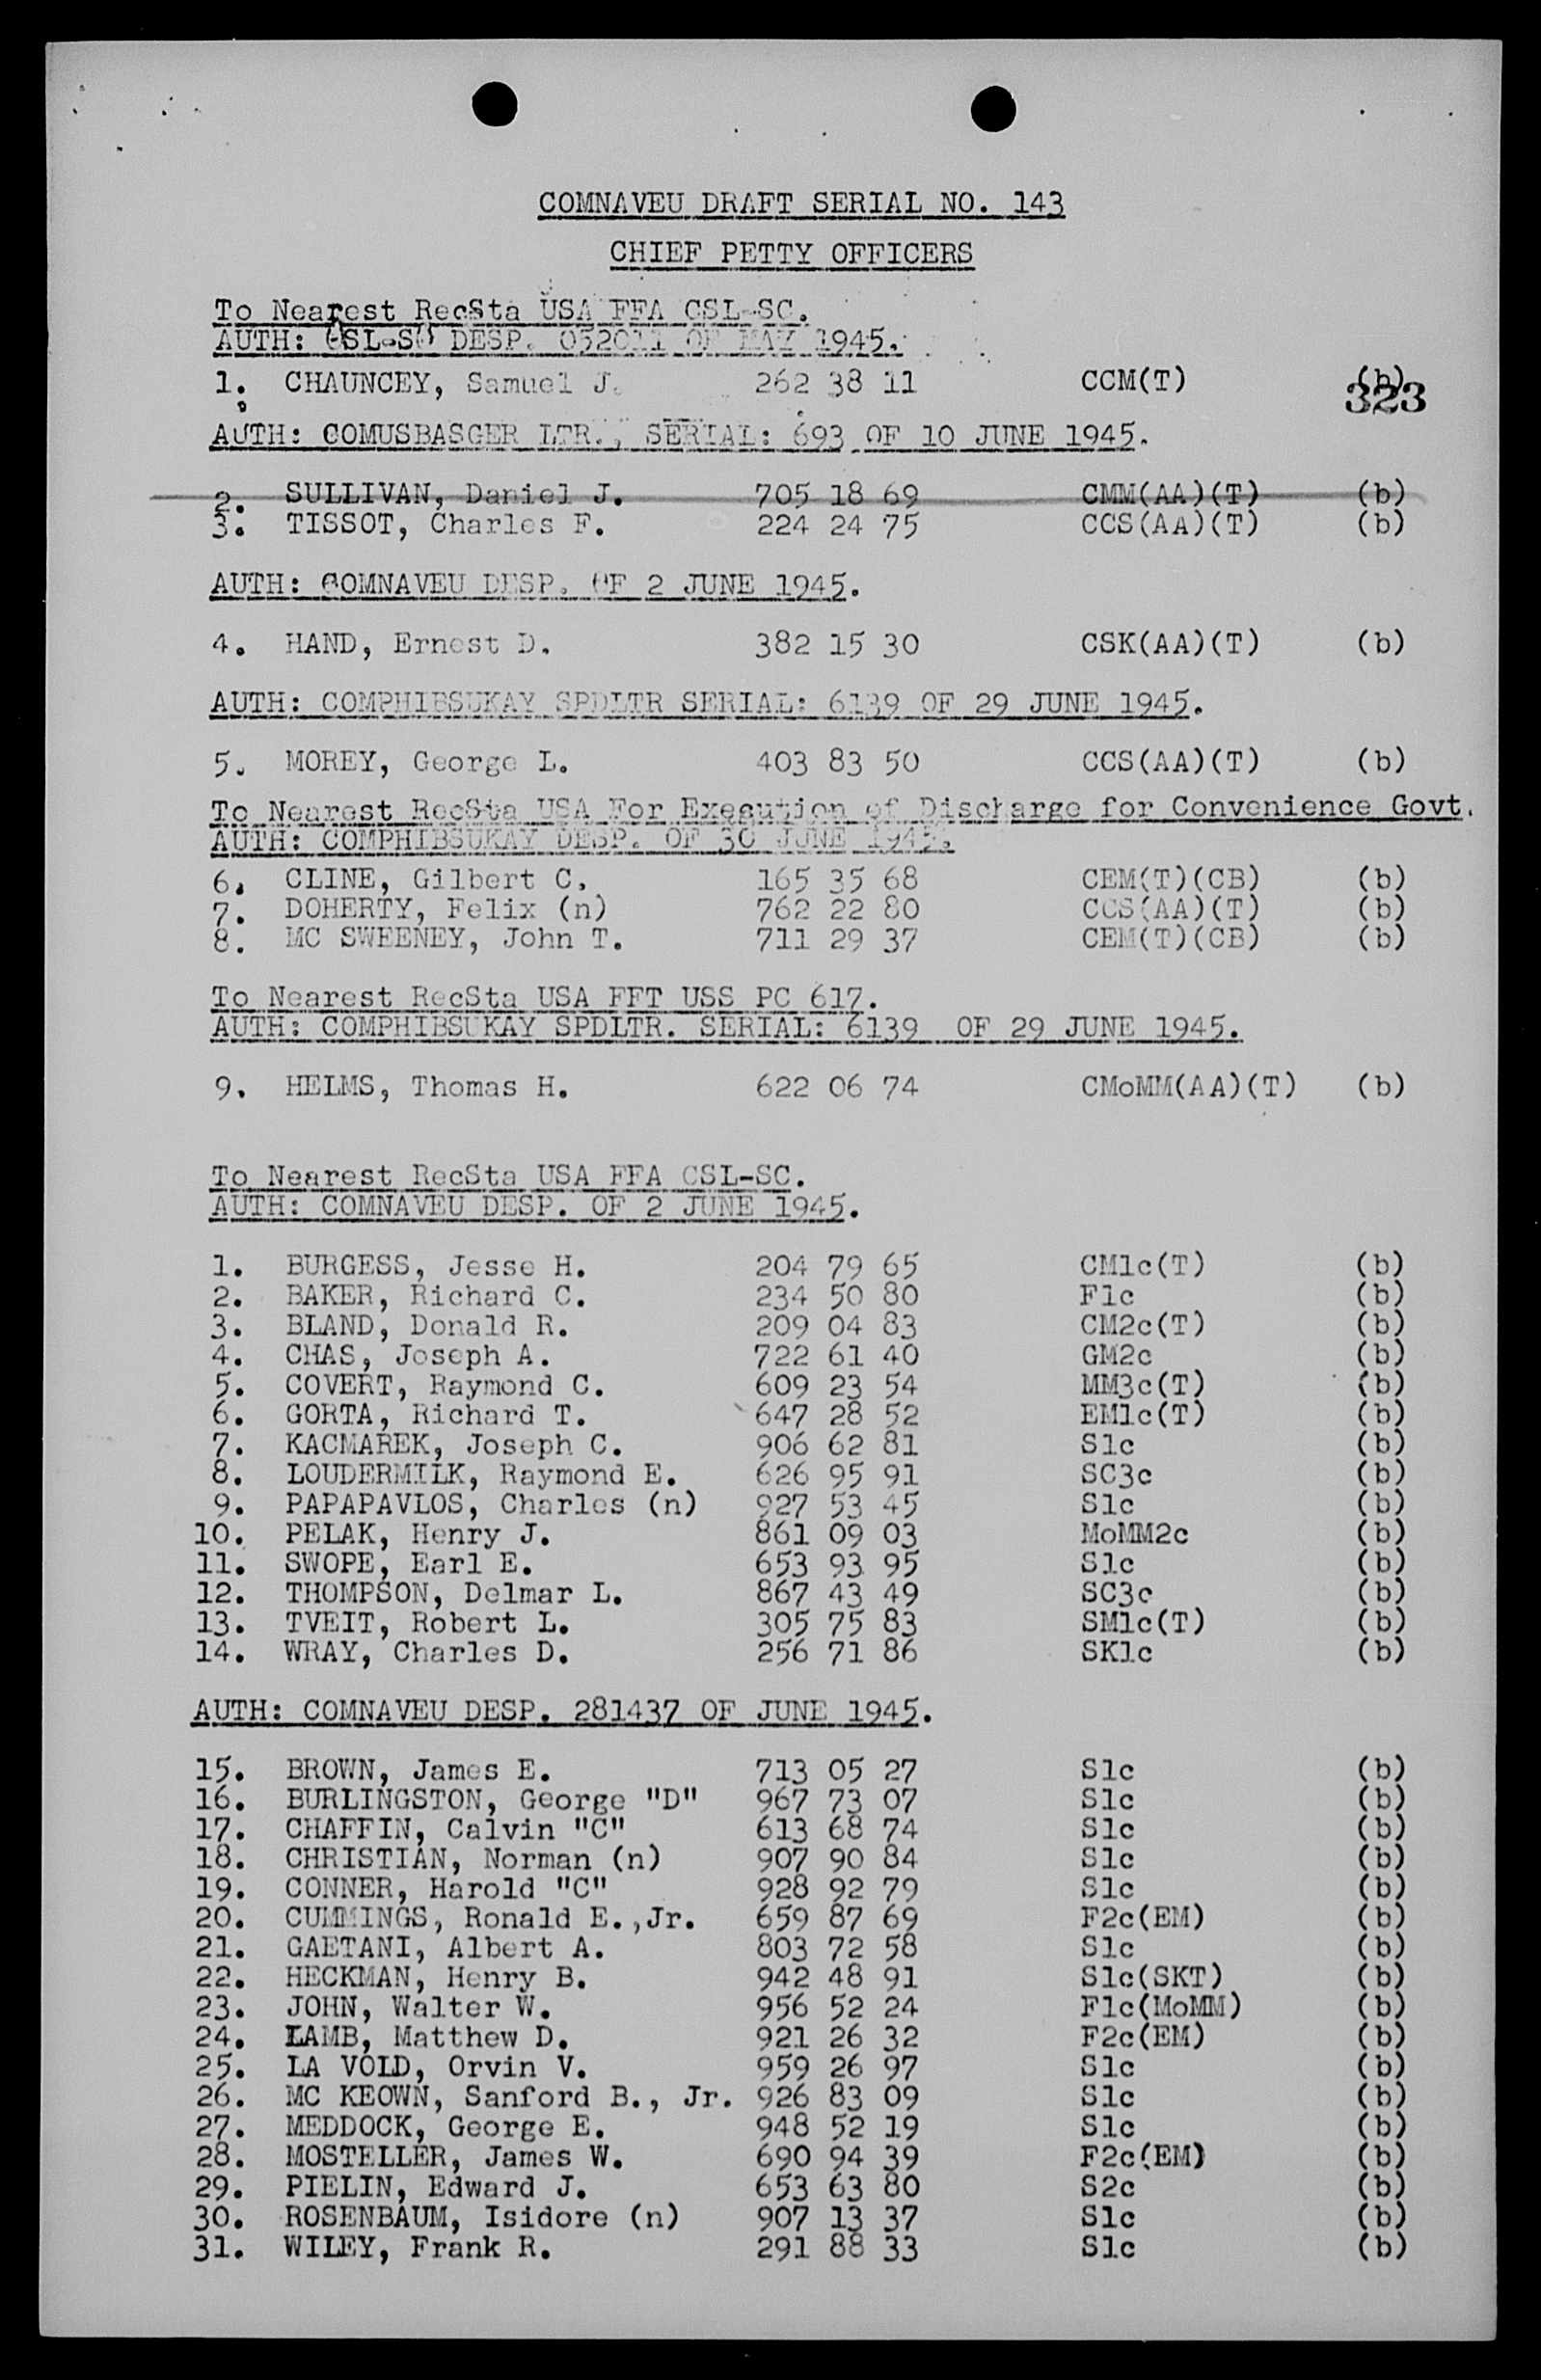 COMNAVEU DRAFT SERIAL NO. 143
CHIEF PETTY OFFICERS
To Nearest RecSta USA FFA CSL-SC.
AUTH: CSL-SC DESP. 052011 OF MAY 1945.
1. CHAUNCEY, Samuel J. 262 38 11 CCM(T) (b)
323
AUTH: COMUSBASGER LTR., SERIAL: 693 OF 10 JUNE 1945.
2. SULLIVAN, Daniel J. 705 18 69 CMM(AA)(T) (b)
3. TISSOT, Charles F. 224 24 75 CCS(AA)(T) (b)
AUTH: COMNAVEU DESP. OF 2 JUNE 1945.
4. HAND, Ernest D. 382 15 30 CSK(AA)(T) (b)
AUTH: COMPHIBSUKAY SPDLTR SERIAL: 6139 OF 29 JUNE 1945.
5. MOREY, George L. 403 83 50 CCS(AA)(T) (b)
To Nearest RecSta USA For Execution of Discharge for Convenience Govt.
AUTH: COMPHIBSUKAY DESP. OF 30 JUNE 1945.
6. CLINE, Gilbert C. 165 35 68 CEM(T)(CB) (b)
7. DOHERTY, Felix (n) 762 22 80 CCS(AA)(T) (b)
8. MC SWEENEY, John T. 711 29 37 CEM(T)(CB) (b)
To Nearest RecSta USA FFT USS PC 617.
AUTH: COMPHIBSUKAY SPDLTR. SERIAL: 6139 OF 29 JUNE 1945.
9. HELMS, Thomas H. 622 06 74 CMoMM(AA)(T) (b)
To Nearest RecSta USA FFA CSL-SC.
AUTH: COMNAVEU DESP. OF 2 JUNE 1945.
1. BURGESS, Jesse H. 204 79 65 CM1c(T) (b)
2. BAKER, Richard C. 234 50 80 F1c (b)
3. BLAND, Donald R. 209 04 83 CM2c(T) (b)
4. CHAS, Joseph A. 722 61 40 GM2c (b)
5. COVERT, Raymond C. 609 23 54 MM3c(T) (b)
6. GORTA, Richard T. 647 28 52 EM1c(T) (b)
7. KACMAREK, Joseph C. 906 62 81 S1c (b)
8. LOUDERMILK, Raymond E. 626 95 91 SC3c (b)
9. PAPAPAVLOS, Charles (n) 927 53 45 S1c (b)
10. PELAK, Henry J. 861 09 03 MoMM2c (b)
11. SWOPE, Earl E. 653 93 95 S1c (b)
12. THOMPSON, Delmar L. 867 43 49 SC3c (b)
13. TVEIT, Robert L. 305 75 83 SM1c(T) (b)
14. WRAY, Charles D. 256 71 86 SK1c (b)
AUTH: COMNAVEU DESP. 281437 OF JUNE 1945.
15. BROWN, James E. 713 05 27 S1c (b)
16. BURLINGSTON, George "D" 967 73 07 S1c (b)
17. CHAFFIN, Calvin "C" 613 68 74 S1c (b)
18. CHRISTIAN, Norman (n) 907 90 84 S1c (b)
19. CONNER, Harold "C" 928 92 79 S1c (b)
20. CUMMINGS, Ronald E.,Jr. 659 87 69 F2c(EM) (b)
21. GAETANI, Albert A. 803 72 58 S1c (b)
22. HECKMAN, Henry B. 942 48 91 S1c(SKT) (b)
23. JOHN, Walter W. 956 52 24 F1c(MoMM) (b)
24. LAMB, Matthew D. 921 26 32 F2c(EM) (b)
25. LA VOLD, Orvin V. 959 26 97 S1c (b)
26. MC KEOWN, Sanford B., Jr. 926 83 09 S1c (b)
27. MEDDOCK, George E. 948 52 19 S1c (b)
28. MOSTELLER, James W. 690 94 39 F2c(EM) (b)
29. PIELIN, Edward J. 653 63 80 S2c (b)
30. ROSENBAUM, Isidore (n) 907 13 37 S1c (b)
31. WILEY, Frank R. 291 88 33 S1c (b)